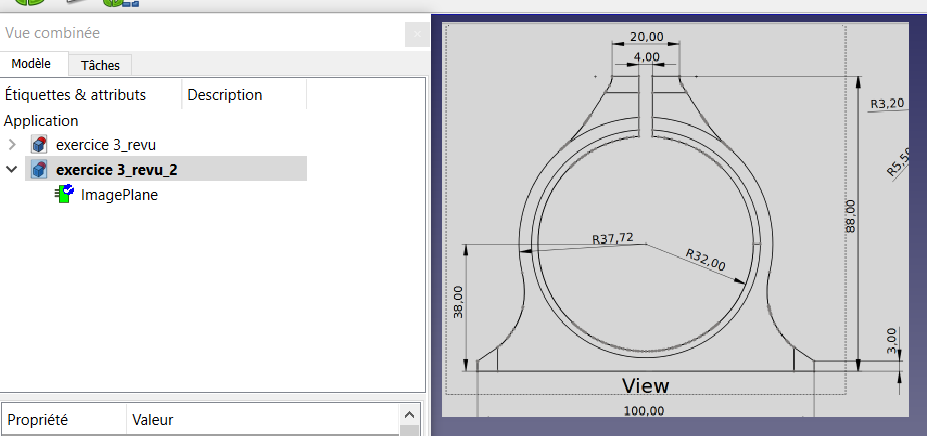 Vue combinée
×
Modèle
Tâches
Étiquettes & attributs
Description
Application
exercice 3_revu
exercice 3_revu_2
ImagePlane
Propriété
Valeur
20,00
4,00
R3,20
R5,50
88,00
R37,72
R32,00
38,00
3,00
View
100,00